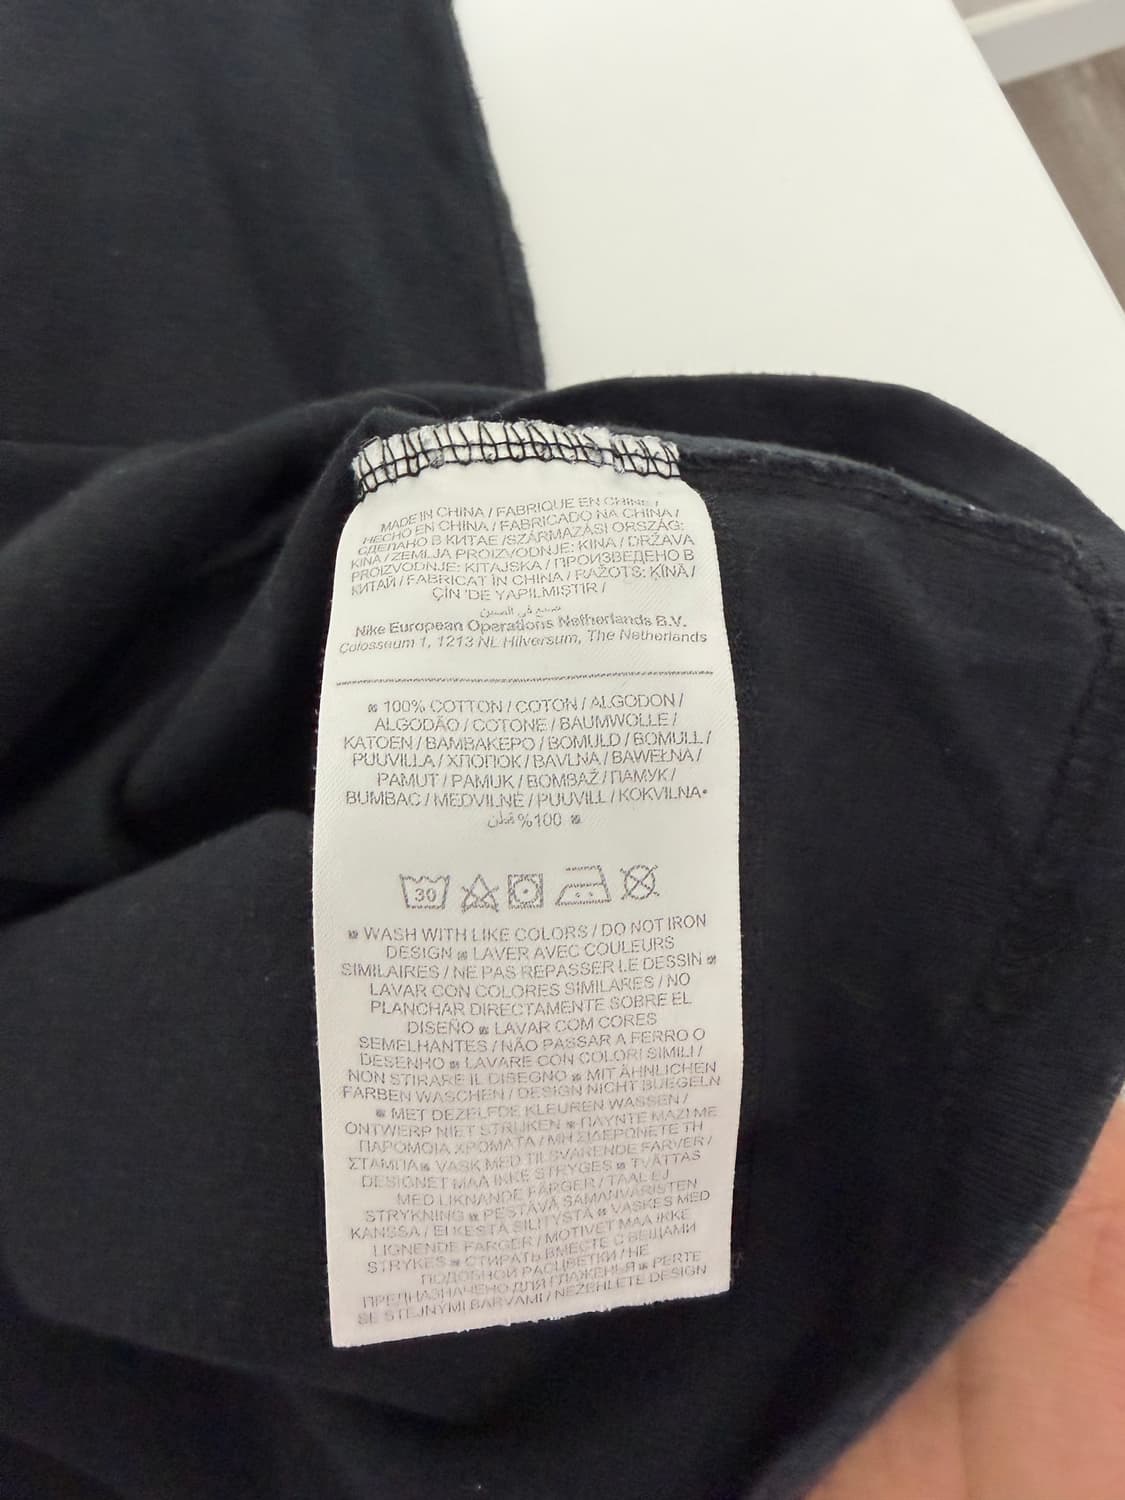 MADE IN CHINA / FABRIQUE EN CHINE /
HECHO EN CHINA / FABRICADO NA CHINA /
СДЕЛАНО В КИТАЕ /SZÁRMAZÁSI ORSZÁG:
KÍNA / ZEMLJA PROIZVODNJE: KINA / DRŽAVA
PROIZVODNJE: KITAJSKA / ПРОИЗВЕДЕНО В
КИТАЙ / FABRICAT ÎN CHINA / RAŽOTS: ĶĪNĀ /
ÇİN 'DE YAPILMIŞTIR /
صنع في الصين
Nike European Operations Netherlands B.V.
Colosseum 1, 1213 NL Hilversum, The Netherlands
100% COTTON / COTON / ALGODON /
ALGODÃO / COTONE / BAUMWOLLE /
KATOEN / ΒΑΜΒΑΚΕΡΟ / BOMULD / BOMULL /
PUUVILLA / ХЛОПОК / BAVLNA / BAWEŁNA /
PAMUT / PAMUK / BOMBAŽ / ПАМУК /
BUMBAC / MEDVILNĖ / PUUVILL / KOKVILNA•
%100 قطن
30
WASH WITH LIKE COLORS / DO NOT IRON
DESIGN LAVER AVEC COULEURS
SIMILAIRES / NE PAS REPASSER LE DESSIN
LAVAR CON COLORES SIMILARES / NO
PLANCHAR DIRECTAMENTE SOBRE EL
DISEÑO LAVAR COM CORES
SEMELHANTES / NÃO PASSAR A FERRO O
DESENHO LAVARE CON COLORI SIMILI /
NON STIRARE IL DISEGNO MIT ÄHNLICHEN
FARBEN WASCHEN / DESIGN NICHT BUEGELN
MET DEZELFDE KLEUREN WASSEN /
ONTWERP NIET STRIJKEN ΠΛΥΝΤΕ ΜΑΖΙ ΜΕ
ΠΑΡΟΜΟΙΑ ΧΡΩΜΑΤΑ / ΜΗ ΣΙΔΕΡΩΝΕΤΕ ΤΗ
ΣΤΑΜΠΑ VASK MED TILSVARENDE FARVER /
DESIGNET MAA IKKE STRYGES TVÄTTAS
MED LIKNANDE FÄRGER / TAAL EJ
STRYKNING PESTÄVÄ SAMANVÄRISTEN
KANSSA / EI KESTÄ SILITYSTÄ VASKES MED
LIGNENDE FARGER / MOTIVET MAA IKKE
STRYKES СТИРАТЬ ВМЕСТЕ С ВЕЩАМИ
ПОДОБНОЙ РАСЦВЕТКИ / НЕ
ПРЕДНАЗНАЧЕНО ДЛЯ ГЛАЖЕНЬЯ PERTE
SE STEJNÝMI BARVAMI / NEŽEHLETE DESIGN